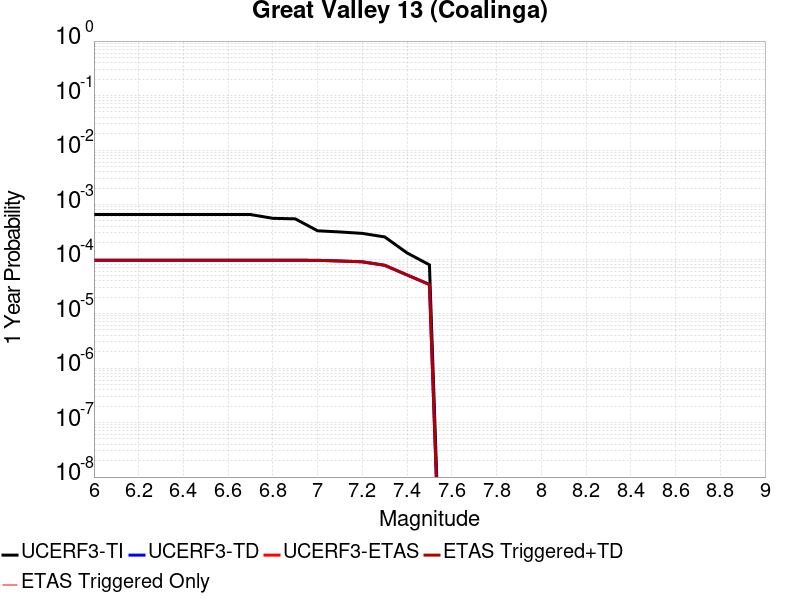 Great Valley 13 (Coalinga)
1 Year Probability
10^0
10^-1
10^-2
10^-3
10^-4
10^-5
10^-6
10^-7
10^-8
6 6.2 6.4 6.6 6.8 7 7.2 7.4 7.6 7.8 8 8.2 8.4 8.6 8.8 9
Magnitude
UCERF3-TI UCERF3-TD UCERF3-ETAS ETAS Triggered+TD
ETAS Triggered Only